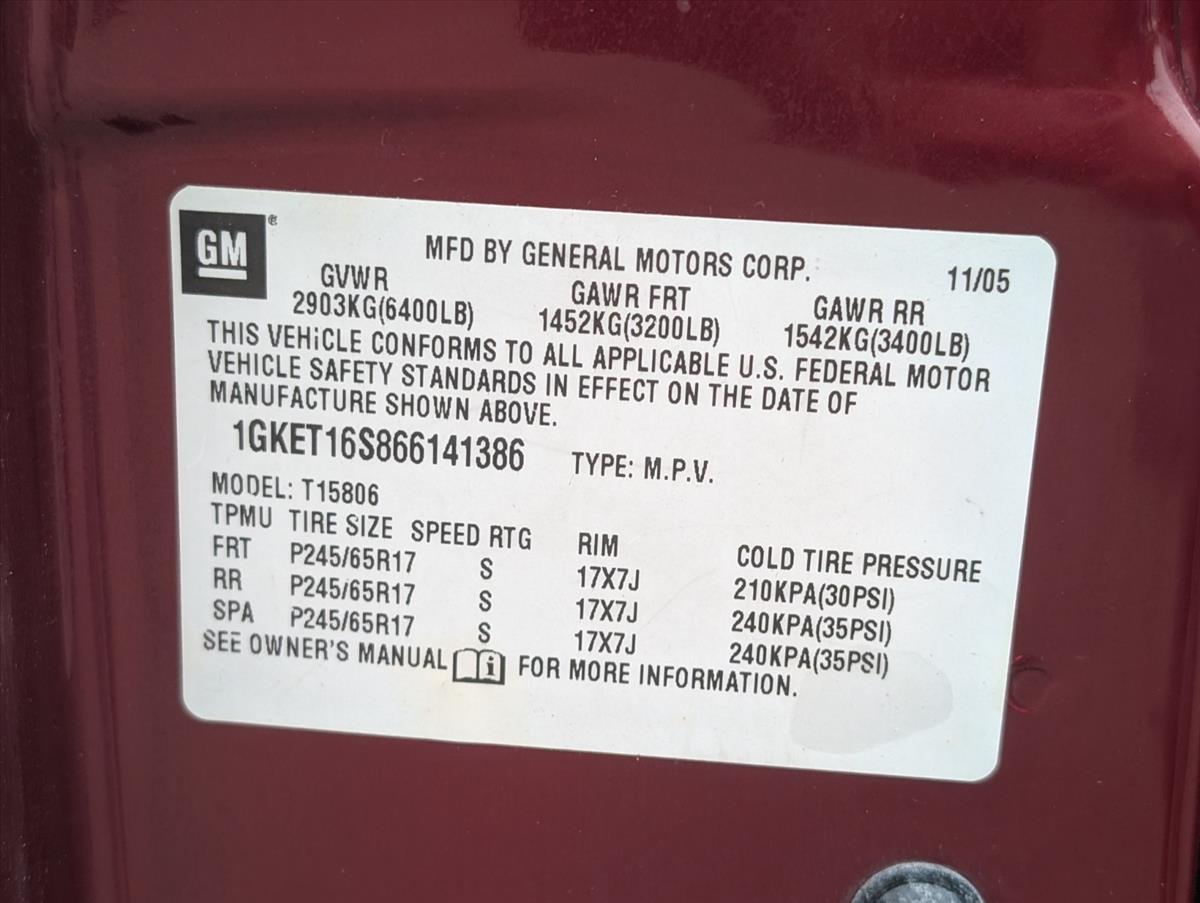 GM
MFD BY GENERAL MOTORS CORP. 11/05
GVWR GAWR FRT GAWR RR
2903KG(6400LB) 1452KG(3200LB) 1542KG(3400LB)
THIS VEHiCLE CONFORMS TO ALL APPLICABLE U.S. FEDERAL MOTOR
VEHICLE SAFETY STANDARDS IN EFFECT ON THE DATE OF
MANUFACTURE SHOWN ABOVE.
1GKET16S866141386 TYPE: M.P.V.
MODEL: T15806
TPMU TIRE SIZE SPEED RTG RIM COLD TIRE PRESSURE
FRT P245/65R17 S 17X7J 210KPA(30PSI)
RR P245/65R17 S 17X7J 240KPA(35PSI)
SPA P245/65R17 S 17X7J 240KPA(35PSI)
SEE OWNER'S MANUAL i FOR MORE INFORMATION.